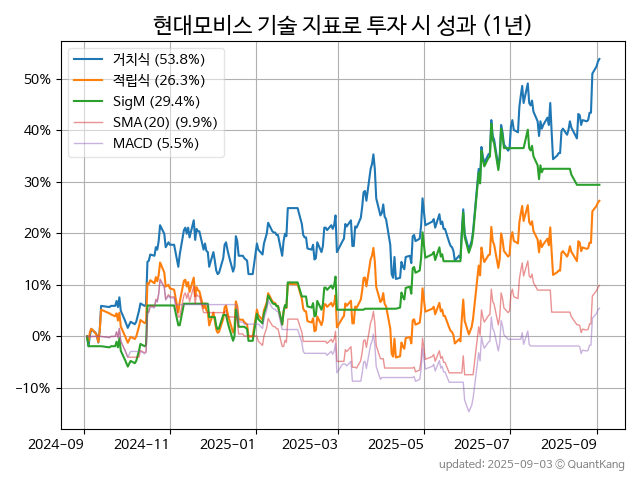 현대모비스 기술 지표로 투자 시 성과 (1년)
거치식 (53.8%)
적립식 (26.3%)
SigM (29.4%)
SMA(20) (9.9%)
MACD (5.5%)
50%
40%
30%
20%
10%
0%
−10%
2024-09 2024-11 2025-01 2025-03 2025-05 2025-07 2025-09
updated: 2025-09-03 © QuantKang